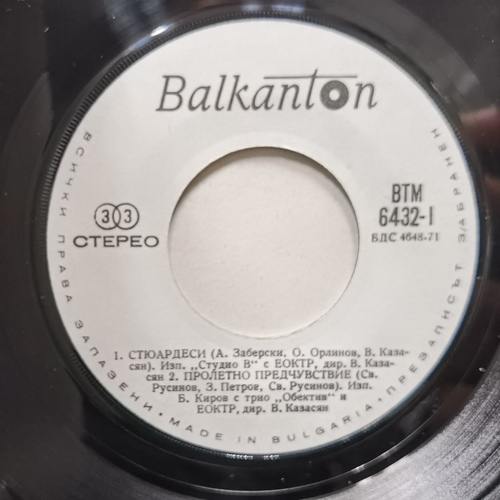 Balkanton
33
СТЕРЕО
ВТМ
6432-I
БДС 4648-71
1. СТЮАРДЕСИ (А. Заберски, О. Орлинов, В. Каза-
сян). Изп. „Студио В“ с ЕОКТР, дир. В. Каза-
сян 2. ПРОЛЕТНО ПРЕДЧУВСТВИЕ (Св.
Русинов, З. Петров, Св. Русинов). Изп.
Б. Киров с трио „Обектив“ и
ЕОКТР, дир. В. Казасян
ВСИЧКИ ПРАВА ЗАПАЗЕНИ • MADE IN BULGARIA • ПРЕЗАПИСЪТ ЗАБРАНЕН